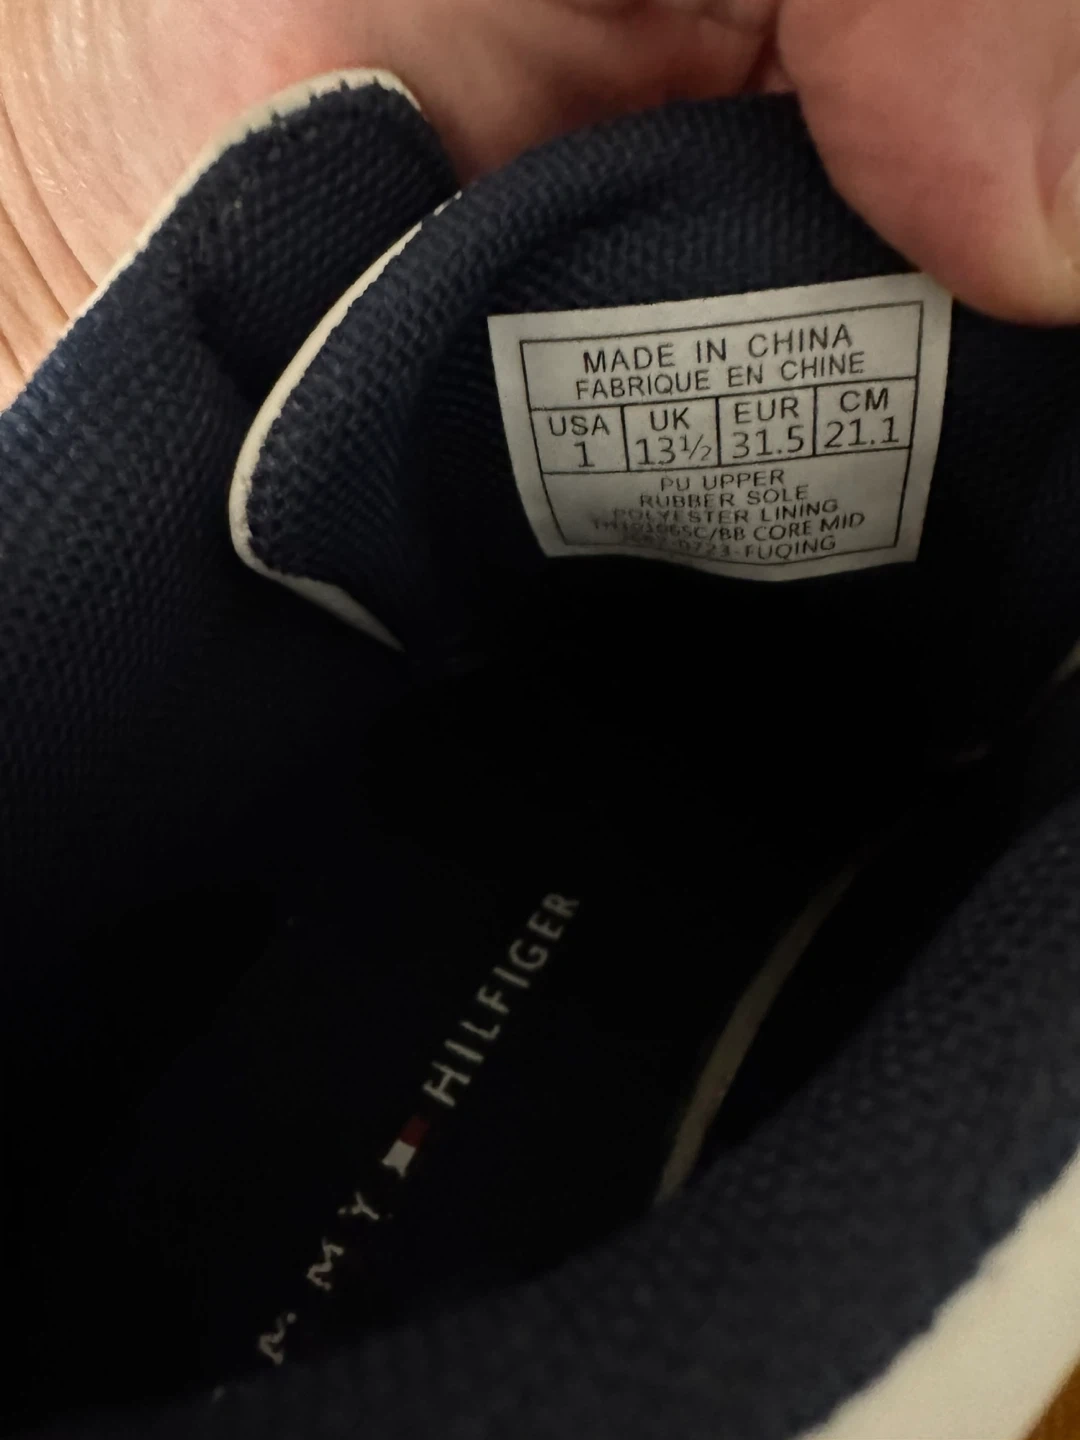 MADE IN CHINA
FABRIQUE EN CHINE
USA UK EUR CM
1 13½ 31.5 21.1
PU UPPER
RUBBER SOLE
POLYESTER LINING
CORE MID
FUQING
MMY HILFIGER